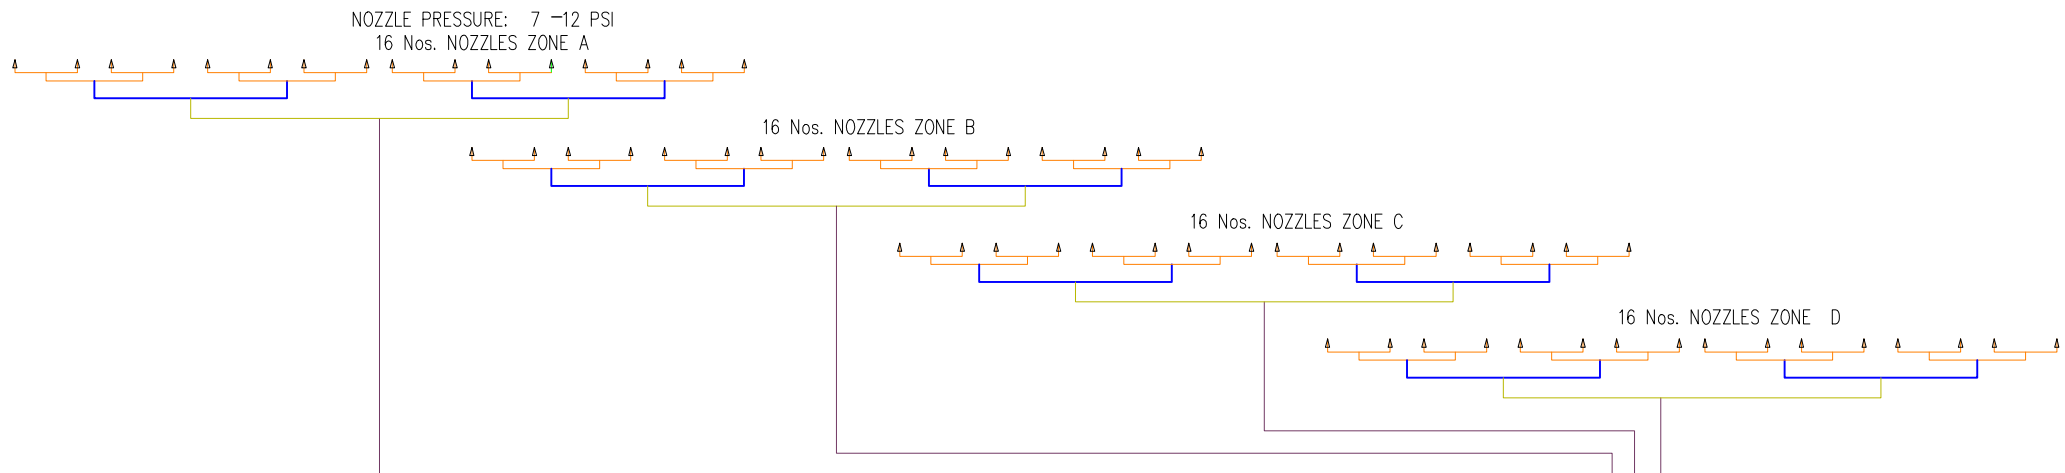 NOZZLE PRESSURE: 7 -12 PSI
16 Nos. NOZZLES ZONE A
16 Nos. NOZZLES ZONE B
16 Nos. NOZZLES ZONE C
16 Nos. NOZZLES ZONE D